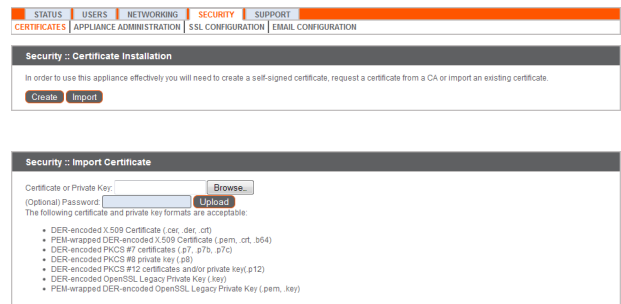 STATUS USERS NETWORKING SECURITY SUPPORT
CERTIFICATES APPLIANCE ADMINISTRATION SSL CONFIGURATION EMAIL CONFIGURATION
Security :: Certificate Installation
In order to use this appliance effectively you will need to create a self-signed certificate, request a certificate from a CA or import an existing certificate.
Create Import
Security :: Import Certificate
Certificate or Private Key: Browse..
(Optional) Password: Upload
The following certificate and private key formats are acceptable:
DER-encoded X.509 Certificate (.cer, .der, .crt)
PEM-wrapped DER-encoded X.509 Certificate (.pem, .crt, .b64)
DER-encoded PKCS #7 certificates (.p7, .p7b, .p7c)
DER-encoded PKCS #8 private key (.p8)
DER-encoded PKCS #12 certificates and/or private key(.p12)
DER-encoded OpenSSL Legacy Private Key (.key)
PEM-wrapped DER-encoded OpenSSL Legacy Private Key (.pem, .key)